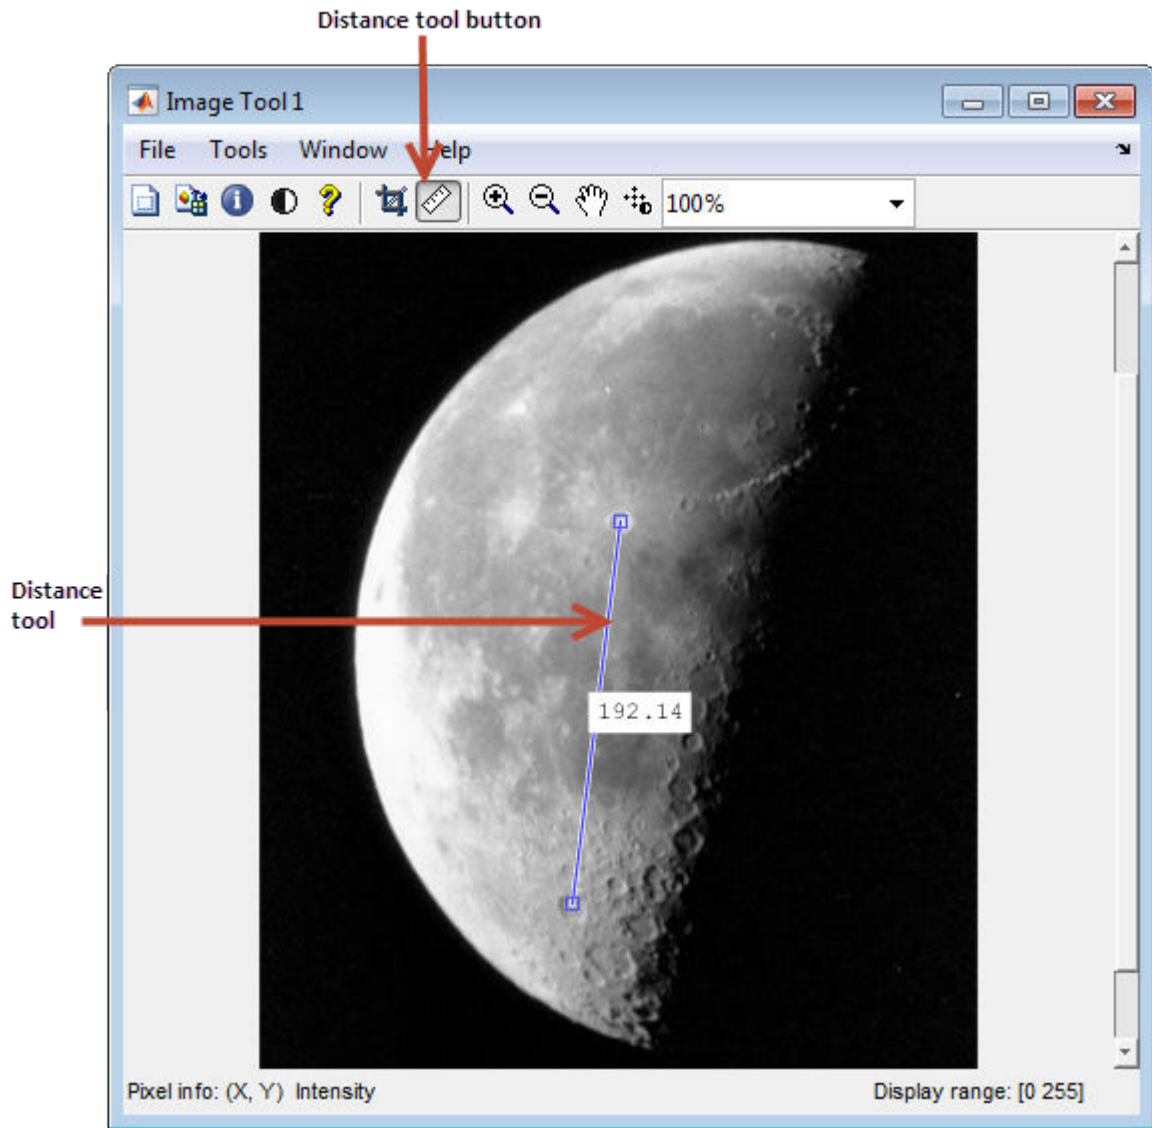 Distance tool button
Image Tool 1
File Tools Window Help
100%
Distance
tool
192.14
Pixel info: (X, Y) Intensity
Display range: [0 255]